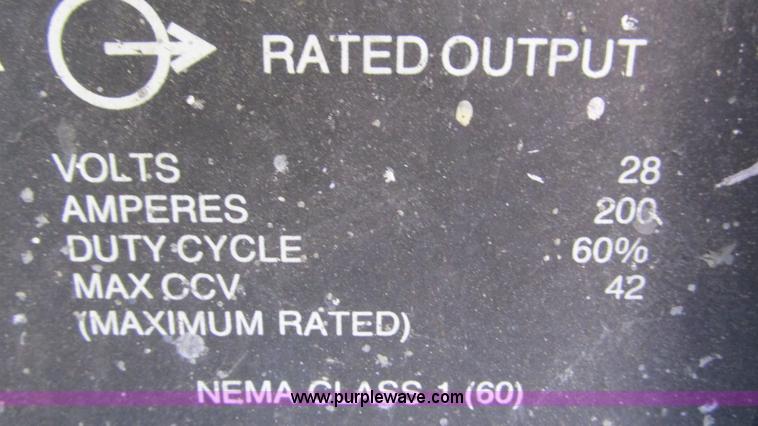 RATED OUTPUT
VOLTS 28
AMPERES 200
DUTY CYCLE 60%
MAX CCV 42
(MAXIMUM RATED)
NEMA CLASS 1 (60)
www.purplewave.com